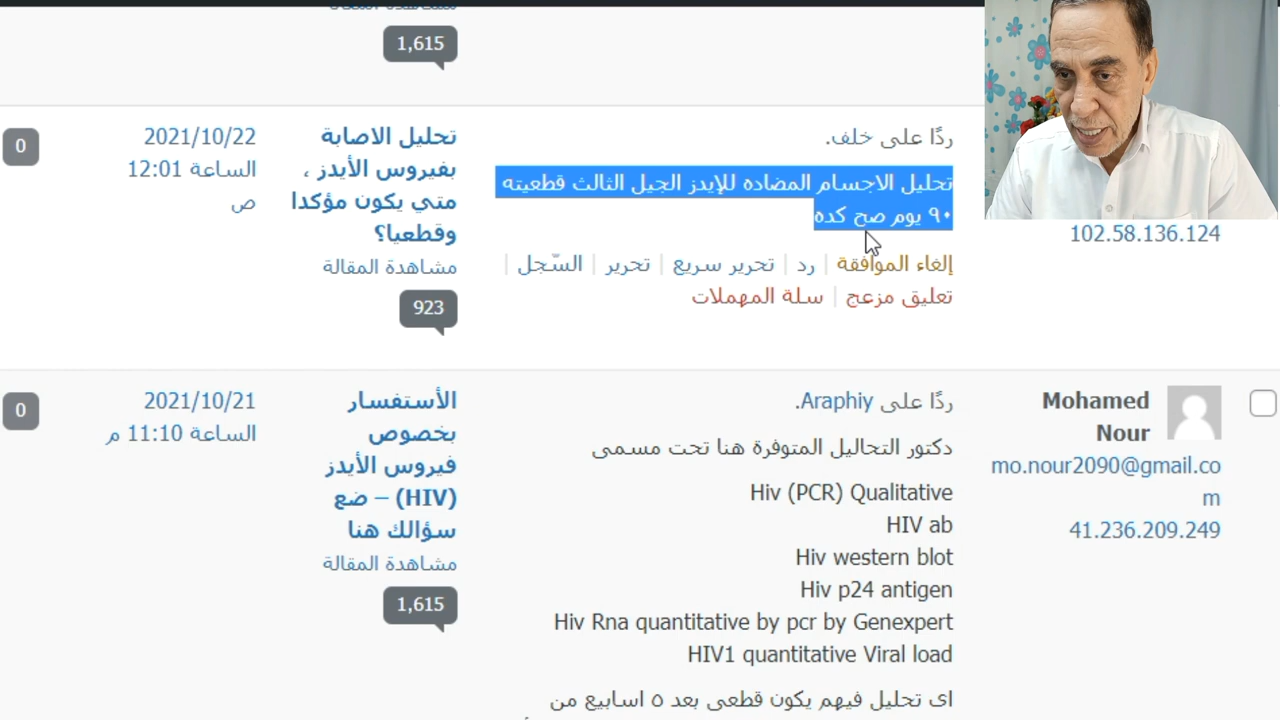 1,615
102.58.136.124
ردًا على خلف.
تحليل الاجسام المضاده للإيدز الجيل الثالث قطعيته
٩٠ يوم صح كده
إلغاء الموافقة | رد | تحرير سريع | تحرير | السّجل |
تعليق مزعج | سلة المهملات
تحليل الاصابة
بفيروس الأيدز ،
متي يكون مؤكدا
وقطعيا؟
مشاهدة المقالة
923
2021/10/22
الساعة 12:01
ص
0
Mohamed
Nour
mo.nour2090@gmail.co
m
41.236.209.249
ردًا على Araphiy.
دكتور التحاليل المتوفرة هنا تحت مسمى
Hiv (PCR) Qualitative
HIV ab
Hiv western blot
Hiv p24 antigen
Hiv Rna quantitative by pcr by Genexpert
HIV1 quantitative Viral load
اى تحليل فيهم يكون قطعى بعد ٥ اسابيع من
الأستفسار
بخصوص
فيروس الأيدز
(HIV) – ضع
سؤالك هنا
مشاهدة المقالة
1,615
2021/10/21
الساعة 11:10 م
0